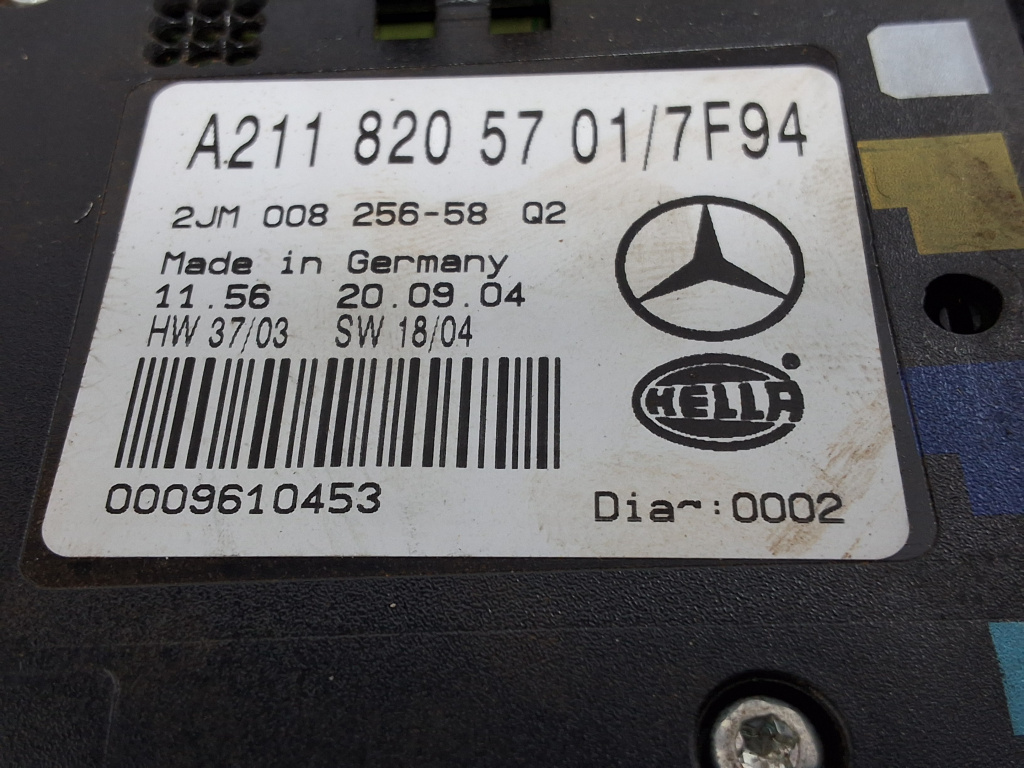 A211 820 57 01/7F94
2JM 008 256-58 Q2
Made in Germany
11.56 20.09.04
HW 37/03 SW 18/04
HELLA
0009610453
Dia~:0002